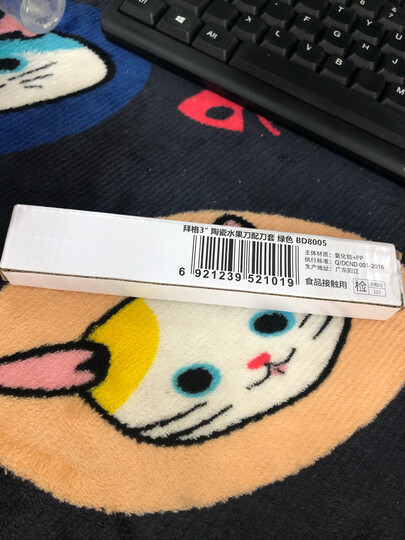 拜格3" 陶瓷水果刀配刀套 绿色 BD8005
主体材质：氧化锆+PP
执行标准：Q/DCND 001-2016
生产地址：广东阳江
食品接触用
检
6 921239 521019